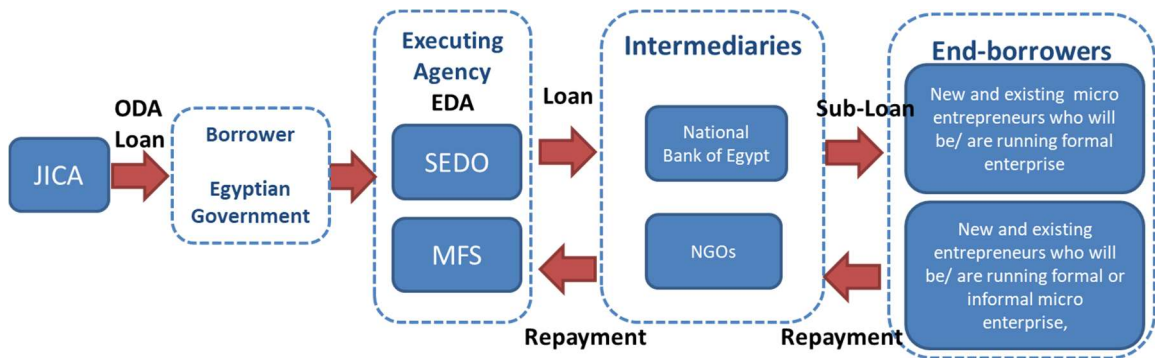 JICA
ODA
Loan
Borrower
Egyptian
Government
Executing
Agency
EDA
SEDO
MFS
Loan
Repayment
Intermediaries
National
Bank of Egypt
NGOs
Sub-Loan
Repayment
End-borrowers
New and existing micro
entrepreneurs who will
be/ are running formal
enterprise
New and existing
entrepreneurs who will
be/ are running formal or
informal micro
enterprise,